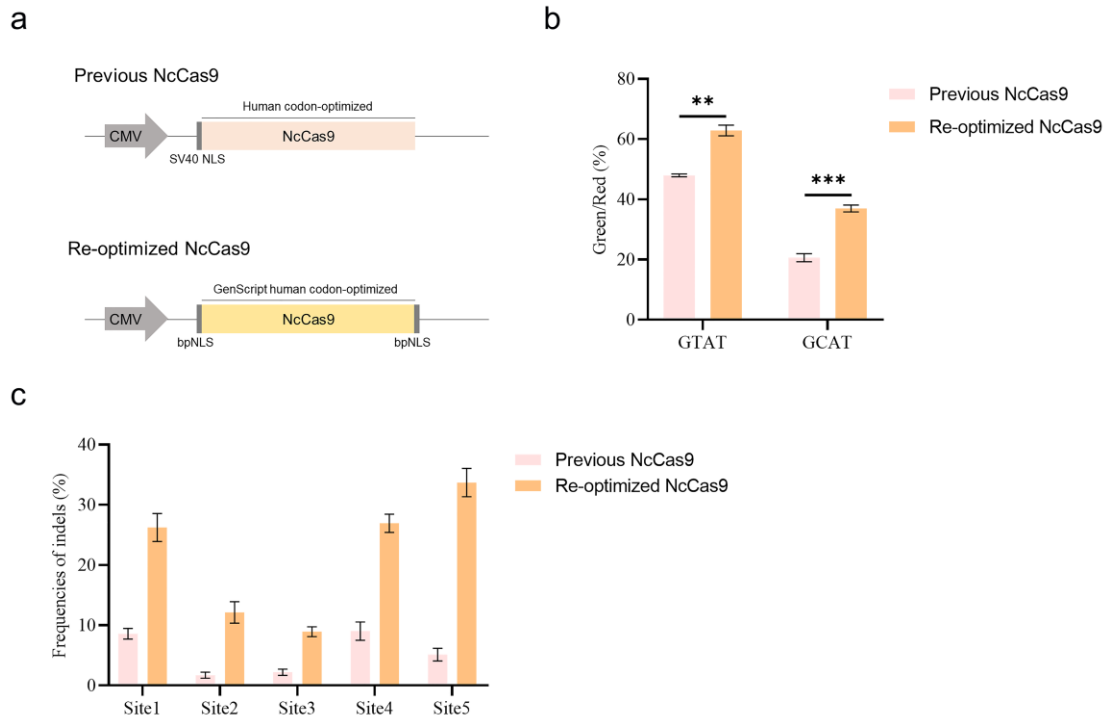 a
Previous NcCas9
Human codon-optimized
CMV
NcCas9
SV40 NLS
Re-optimized NcCas9
GenScript human codon-optimized
CMV
NcCas9
bpNLS
bpNLS
b
80
60
40
20
0
Green/Red (%)
**
***
GTAT
GCAT
Previous NcCas9
Re-optimized NcCas9
c
40
30
20
10
0
Frequencies of indels (%)
Site1
Site2
Site3
Site4
Site5
Previous NcCas9
Re-optimized NcCas9